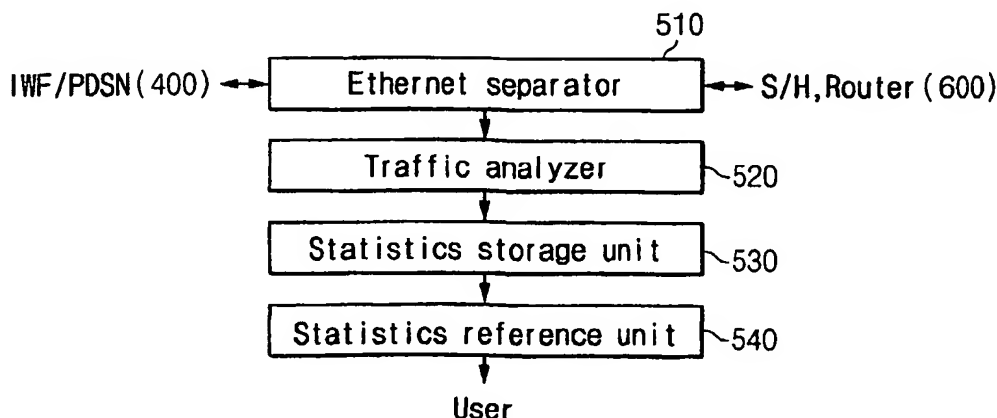 510
IWF/PDSN(400)
Ethernet separator
S/H,Router(600)
Traffic analyzer
520
Statistics storage unit
530
Statistics reference unit
540
User